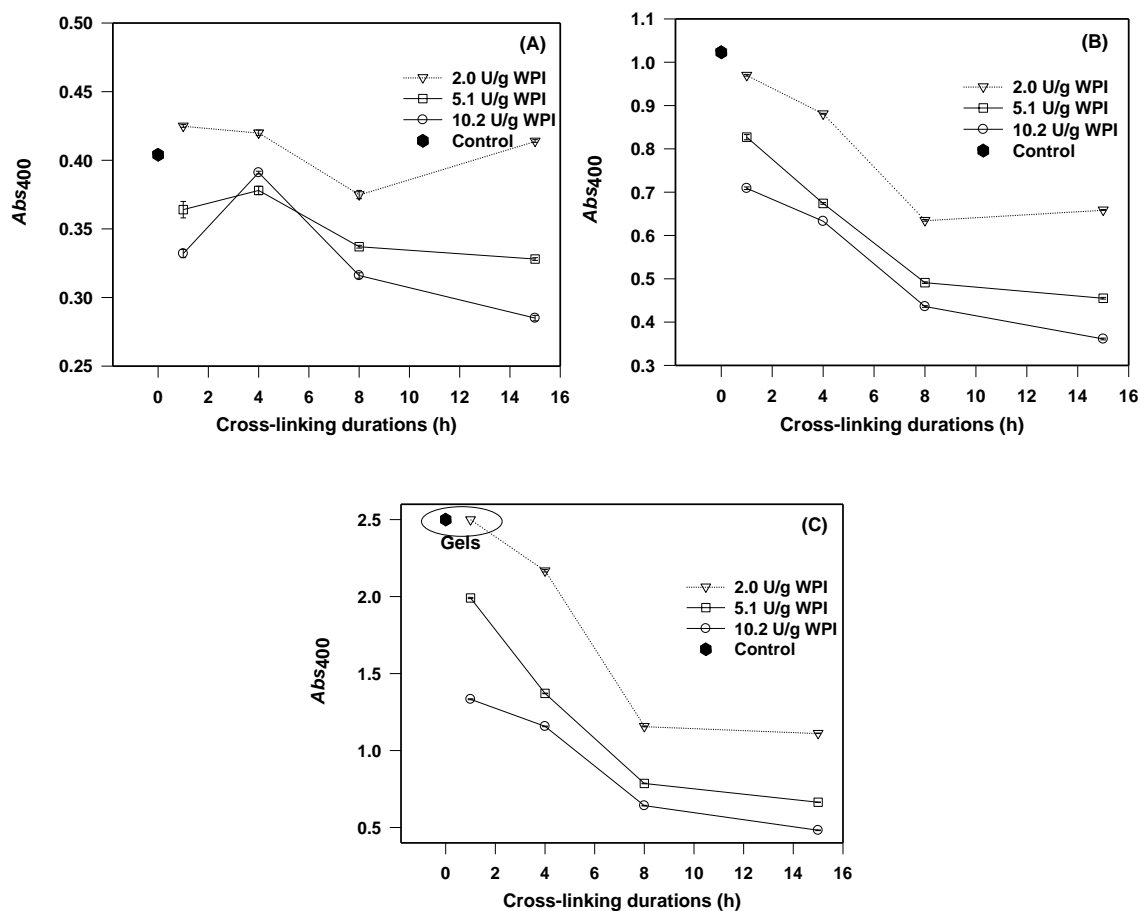 (A)
0.50
0.45
0.40
0.35
0.30
0.25
Abs400
2.0 U/g WPI
5.1 U/g WPI
10.2 U/g WPI
Control
0 2 4 6 8 10 12 14 16
Cross-linking durations (h)
(B)
1.1
1.0
0.9
0.8
0.7
0.6
0.5
0.4
0.3
Abs400
2.0 U/g WPI
5.1 U/g WPI
10.2 U/g WPI
Control
0 2 4 6 8 10 12 14 16
Cross-linking durations (h)
(C)
2.5
2.0
1.5
1.0
0.5
Abs400
Gels
2.0 U/g WPI
5.1 U/g WPI
10.2 U/g WPI
Control
0 2 4 6 8 10 12 14 16
Cross-linking durations (h)